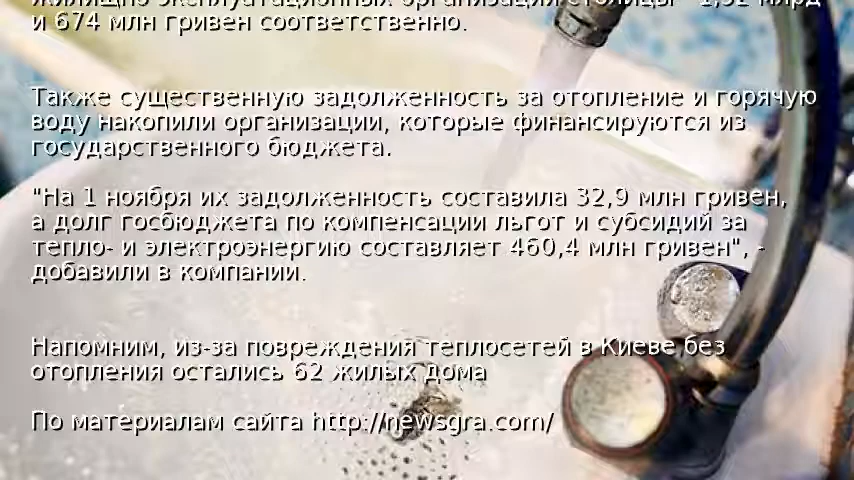 и 674 млн гривен соответственно.
Также существенную задолженность за отопление и горячую
воду накопили организации, которые финансируются из
государственного бюджета.
"На 1 ноября их задолженность составила 32,9 млн гривен,
а долг госбюджета по компенсации льгот и субсидий за
тепло- и электроэнергию составляет 460,4 млн гривен", -
добавили в компании.
Напомним, из-за повреждения теплосетей в Киеве без
отопления остались 62 жилых дома
По материалам сайта http://newsgra.com/